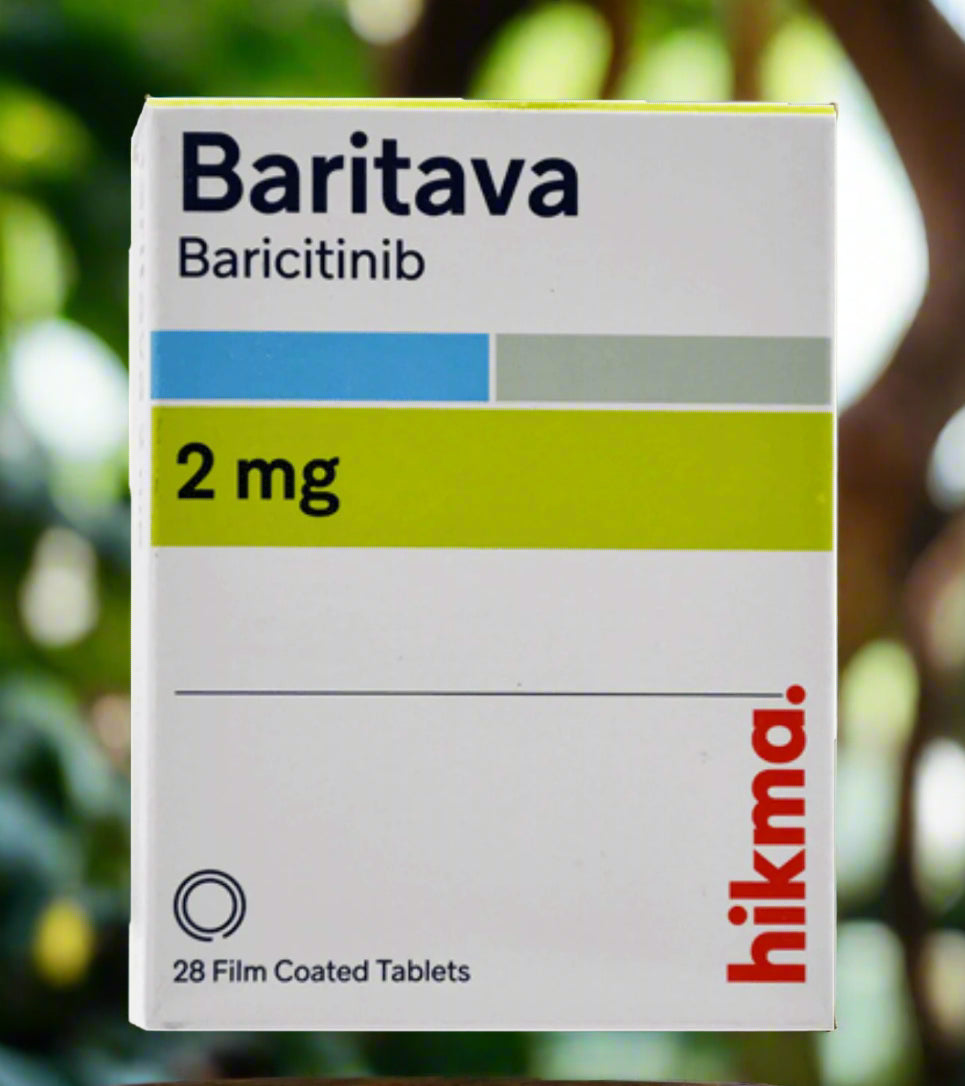 Baritava
Baricitinib
2 mg
hikma.
28 Film Coated Tablets